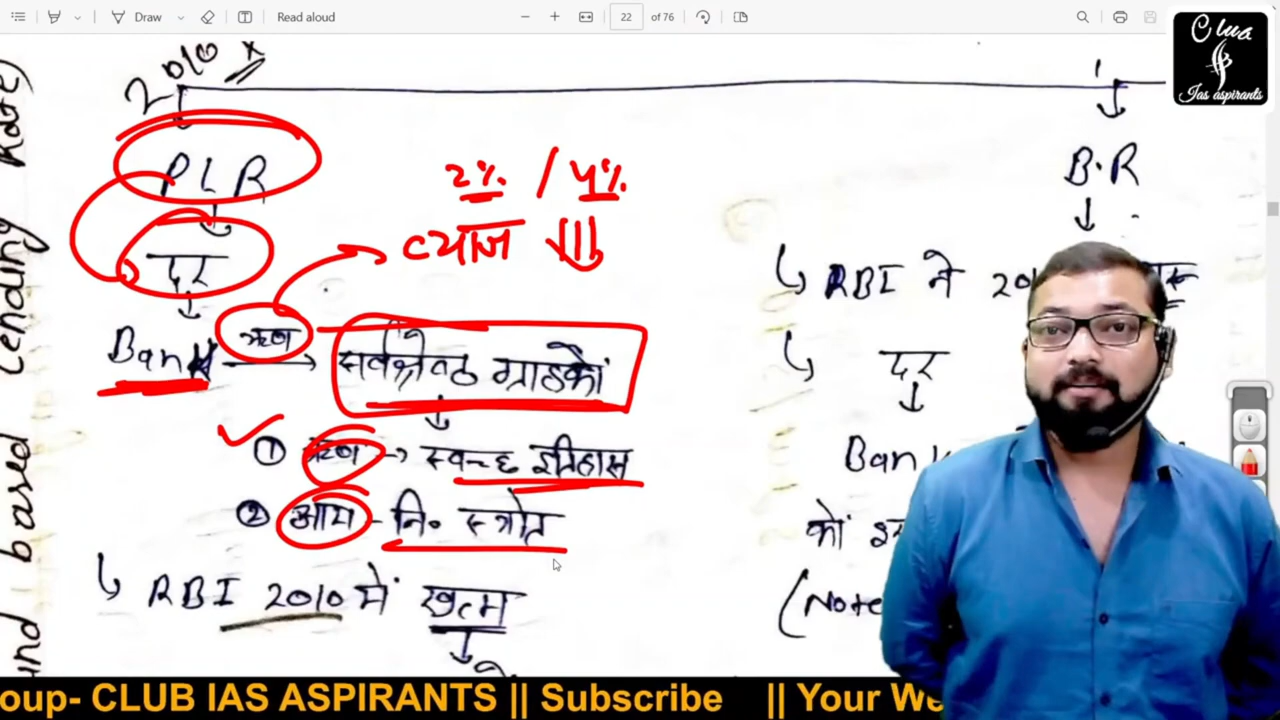 Draw
Read aloud
22
of 76
Club
Ias aspirants
2010 x
PLR
दर
2% / 4%
ब्याज
Bank ऋण सर्वश्रेष्ठ ग्राहकों
① ऋण → स्वच्छ इतिहास
② आय - नि० स्त्रोत
RBI 2010 में खत्म
B.R
RBI ने
दर
Ban
को
(Note
Lending Rate)
based
oup- CLUB IAS ASPIRANTS || Subscribe || Your We